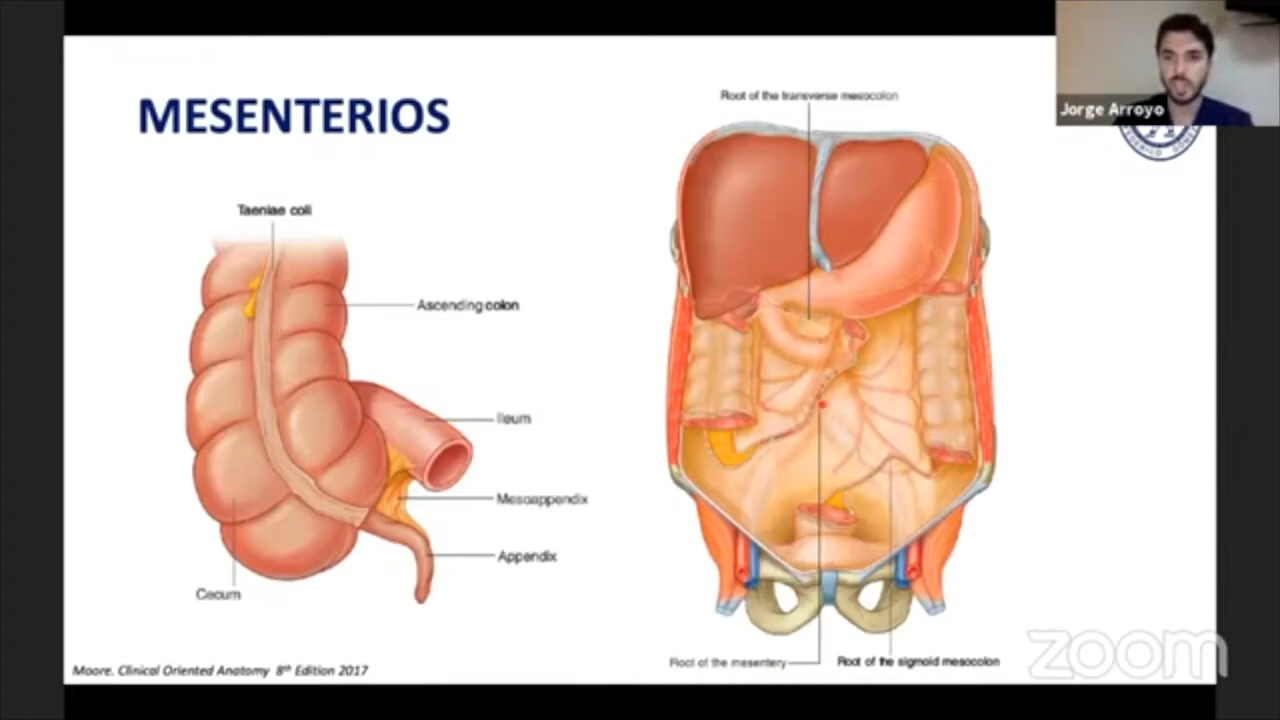 MESENTERIOS
Root of the transverse mesocolon
Jorge Arroyo
Taeniae coli
Ascending colon
Ileum
Mesoappendix
Appendix
Cecum
Moore. Clinical Oriented Anatomy 8th Edition 2017
Root of the mesentery
Root of the sigmoid mesocolon
zoom